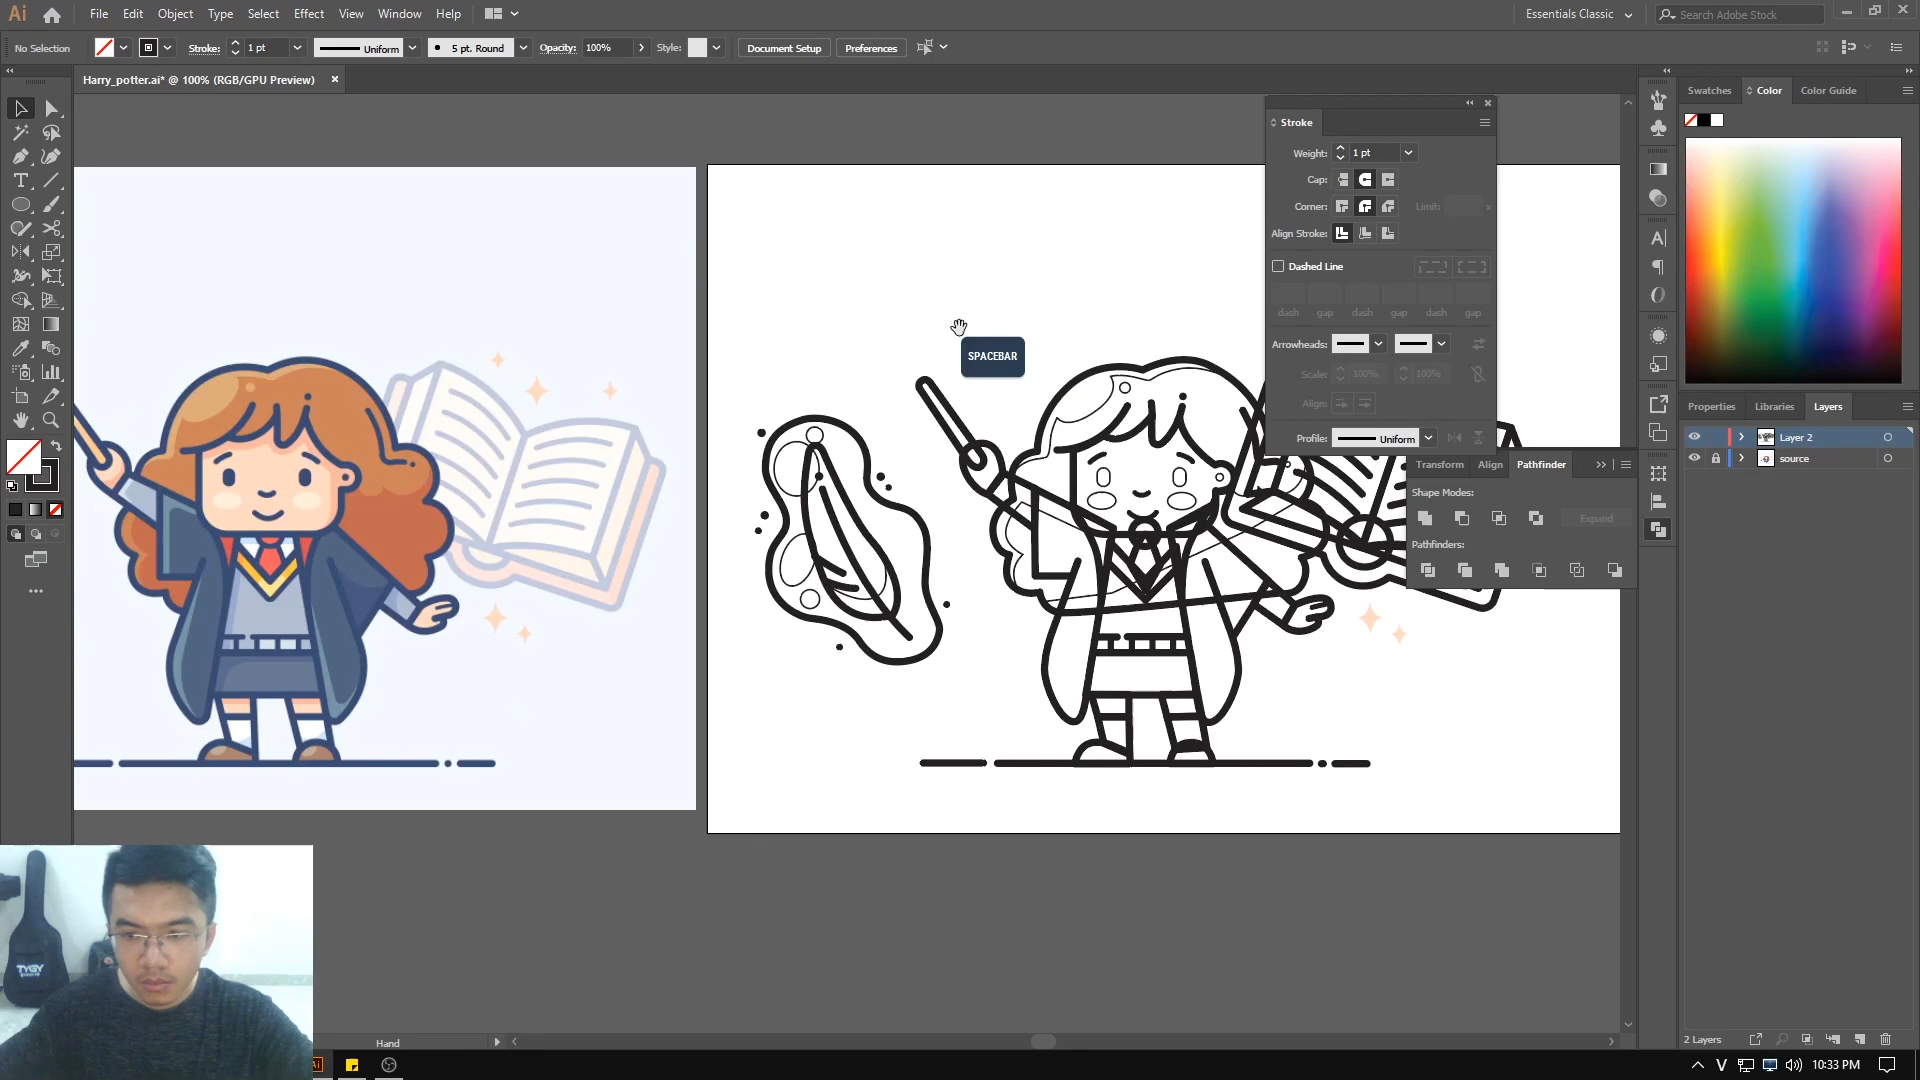 Ai File Edit Object Type Select Effect View Window Help Essentials Classic Search Adobe Stock
No Selection Stroke: 1 pt Uniform 5 pt. Round Opacity: 100% Style: Document Setup Preferences
Harry_potter.ai* @ 100% (RGB/GPU Preview)
Swatches Color Color Guide
Stroke
Weight: 1 pt
Cap:
Corner: Limit: x
Align Stroke:
Dashed Line
dash gap dash gap dash gap
Arrowheads:
Scale: 100% 100%
Align:
Profile: Uniform
SPACEBAR
Transform Align Pathfinder
Shape Modes:
Expand
Pathfinders:
Properties Libraries Layers
Layer 2
source
2 Layers
TYGY
Hand
Ai
V 10:33 PM